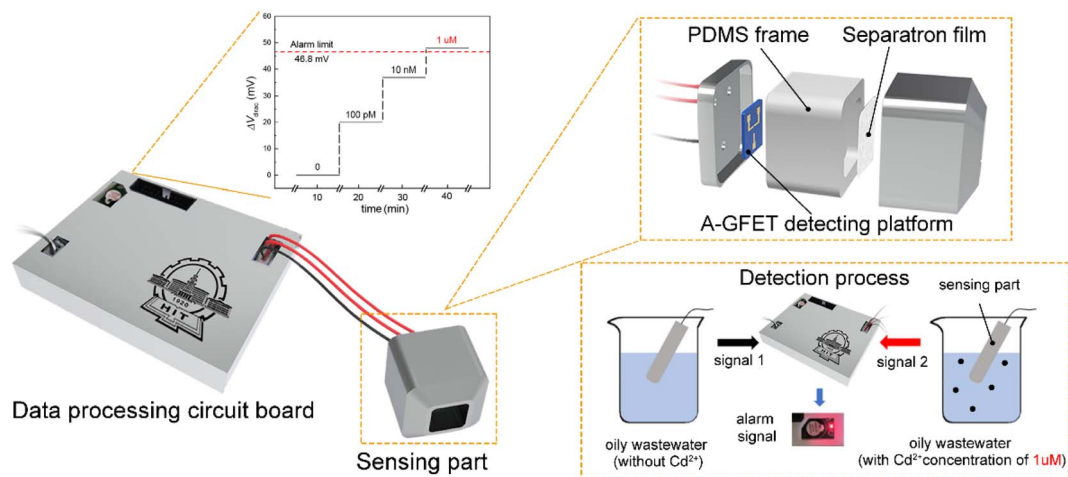 60
50
40
30
20
10
0
ΔV_dirac (mV)
Alarm limit
46.8 mV
1 uM
10 nM
100 pM
0
10
20
30
40
time (min)
1920
HIT
Data processing circuit board
Sensing part
PDMS frame
Separatron film
A-GFET detecting platform
Detection process
sensing part
signal 1
signal 2
HIT
alarm
signal
oily wastewater
(without Cd²⁺)
oily wastewater
(with Cd²⁺concentration of 1uM)